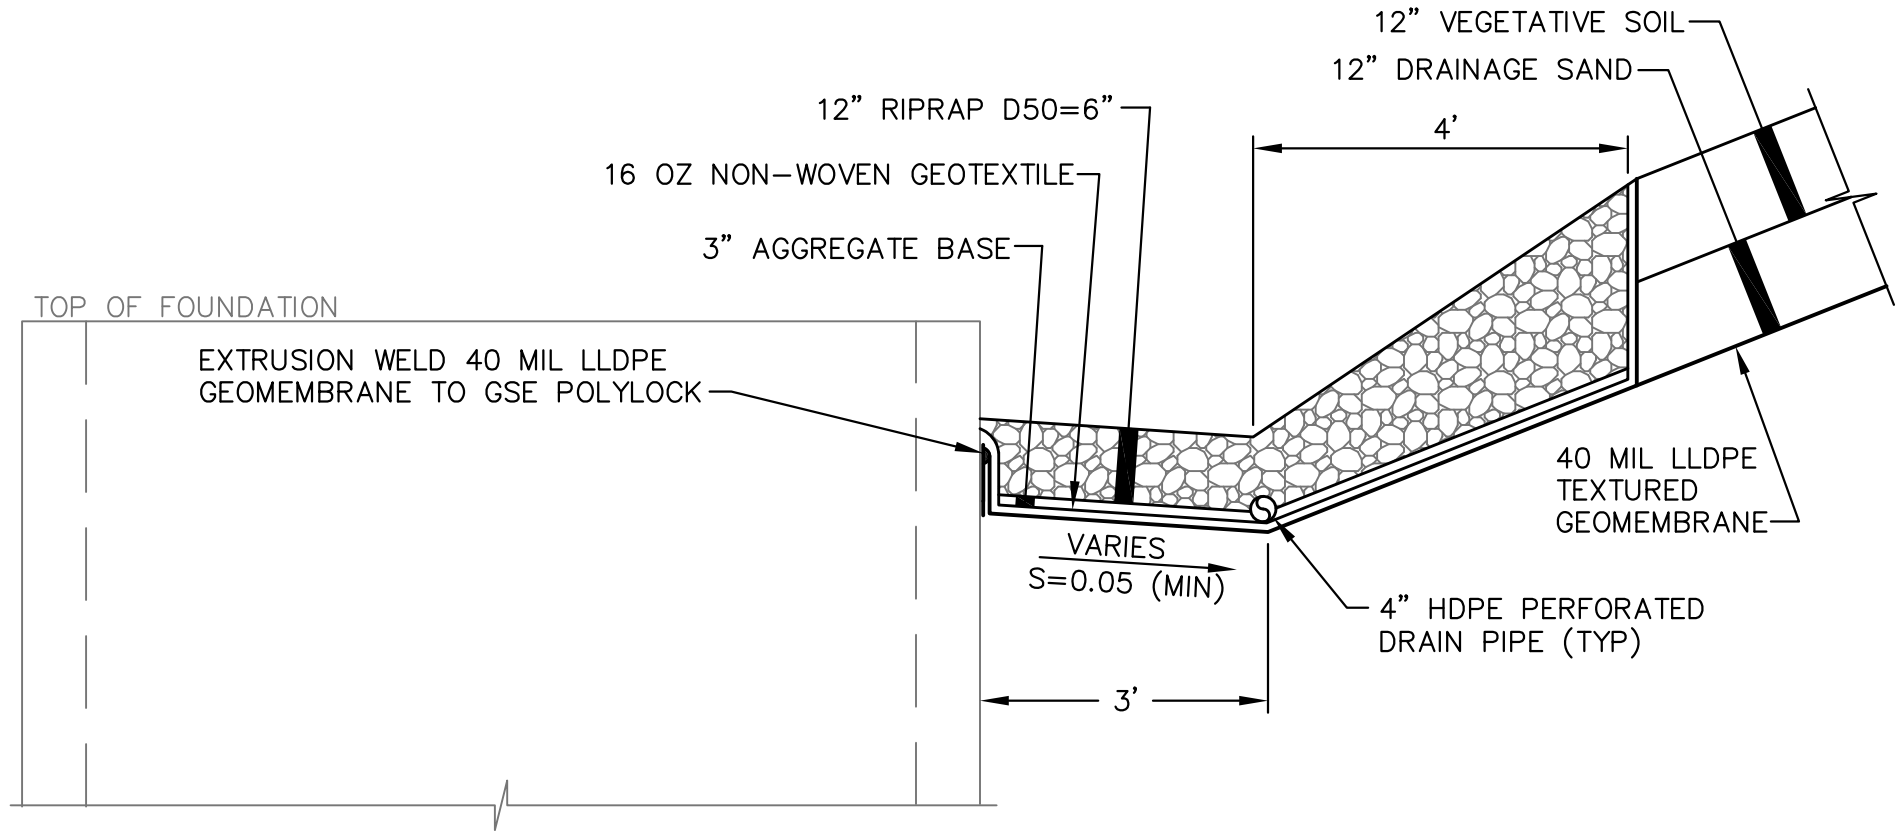 12” VEGETATIVE SOIL
12” DRAINAGE SAND
12” RIPRAP D50=6”
4’
16 OZ NON-WOVEN GEOTEXTILE
3” AGGREGATE BASE
TOP OF FOUNDATION
EXTRUSION WELD 40 MIL LLDPE
GEOMEMBRANE TO GSE POLYLOCK
40 MIL LLDPE
TEXTURED
GEOMEMBRANE
VARIES
S=0.05 (MIN)
4” HDPE PERFORATED
DRAIN PIPE (TYP)
3’